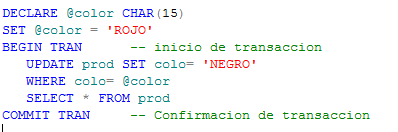 DECLARE @color CHAR(15)
SET @color = 'ROJO'
BEGIN TRAN -- inicio de transaccion
UPDATE prod SET colo= 'NEGRO'
WHERE colo= @color
SELECT * FROM prod
COMMIT TRAN -- Confirmacion de transaccion